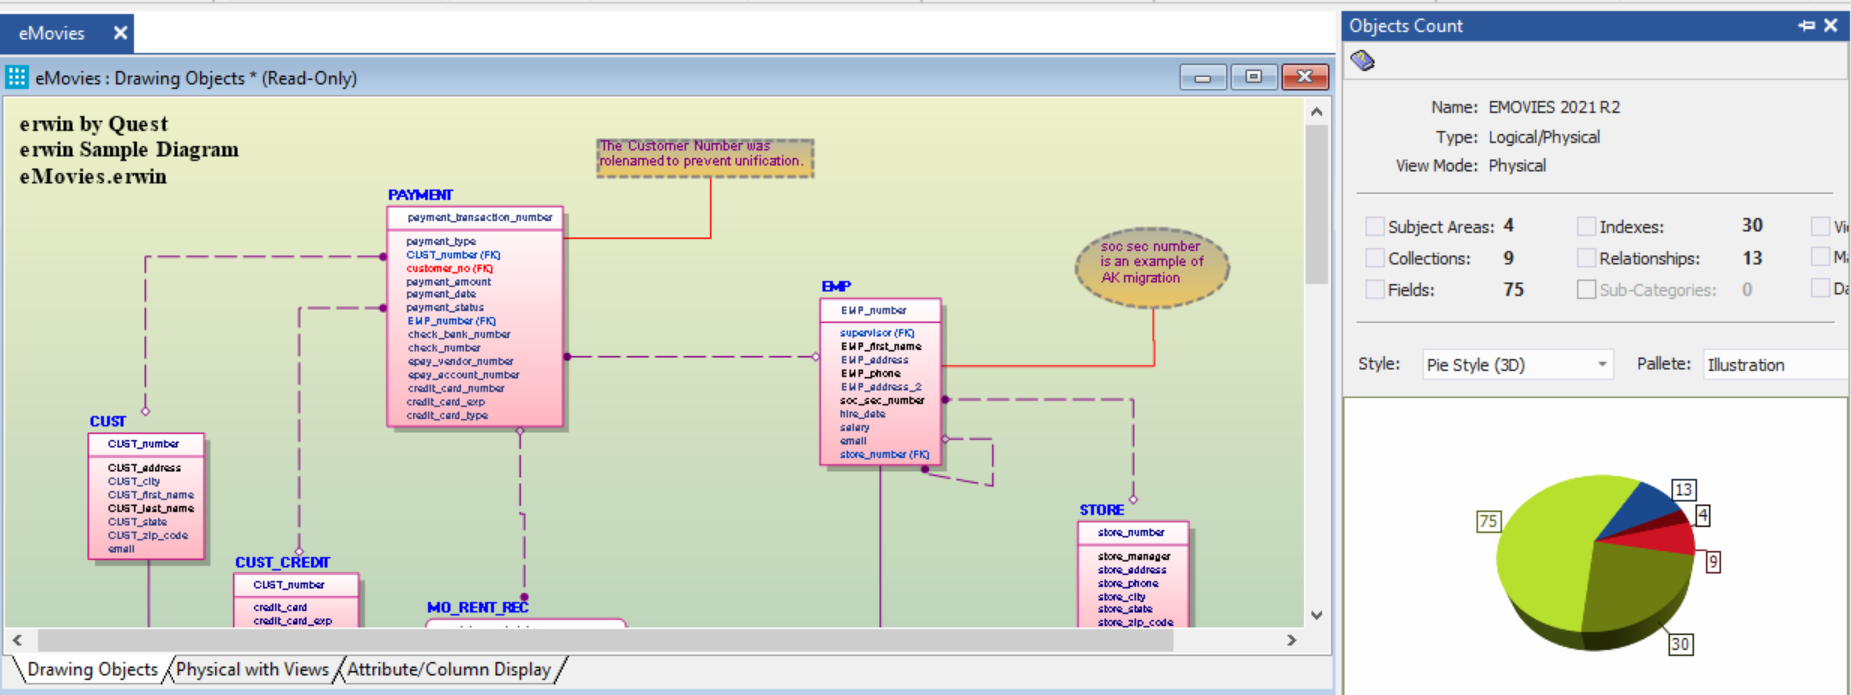 eMovies
eMovies : Drawing Objects * (Read-Only)
erwin by Quest
erwin Sample Diagram
eMovies.erwin
The Customer Number was
rolenamed to prevent unification.
PAYMENT
payment_transaction_number
payment_type
CUST_number (FK)
customer_no (FK)
payment_amount
payment_date
payment_status
EMP_number (FK)
check_bank_number
check_number
epay_vendor_number
epay_account_number
credit_card_number
credit_card_exp
credit_card_type
soc sec number
is an example of
AK migration
EMP
EMP_number
supervisor (FK)
EMP_first_name
EMP_address
EMP_phone
EMP_address_2
soc_sec_number
hire_date
salary
email
store_number (FK)
CUST
CUST_number
CUST_address
CUST_city
CUST_first_name
CUST_last_name
CUST_state
CUST_zip_code
email
CUST_CREDIT
CUST_number
credit_card
credit_card_exp
MO_RENT_REC
STORE
store_number
store_manager
store_address
store_phone
store_city
store_state
store_zip_code
Drawing Objects
Physical with Views
Attribute/Column Display
Objects Count
Name: EMOVIES 2021 R2
Type: Logical/Physical
View Mode: Physical
Subject Areas: 4 Indexes: 30 Vi
Collections: 9 Relationships: 13 Ma
Fields: 75 Sub-Categories: 0 Da
Style: Pie Style (3D) Pallete: Illustration
13
75
4
9
30